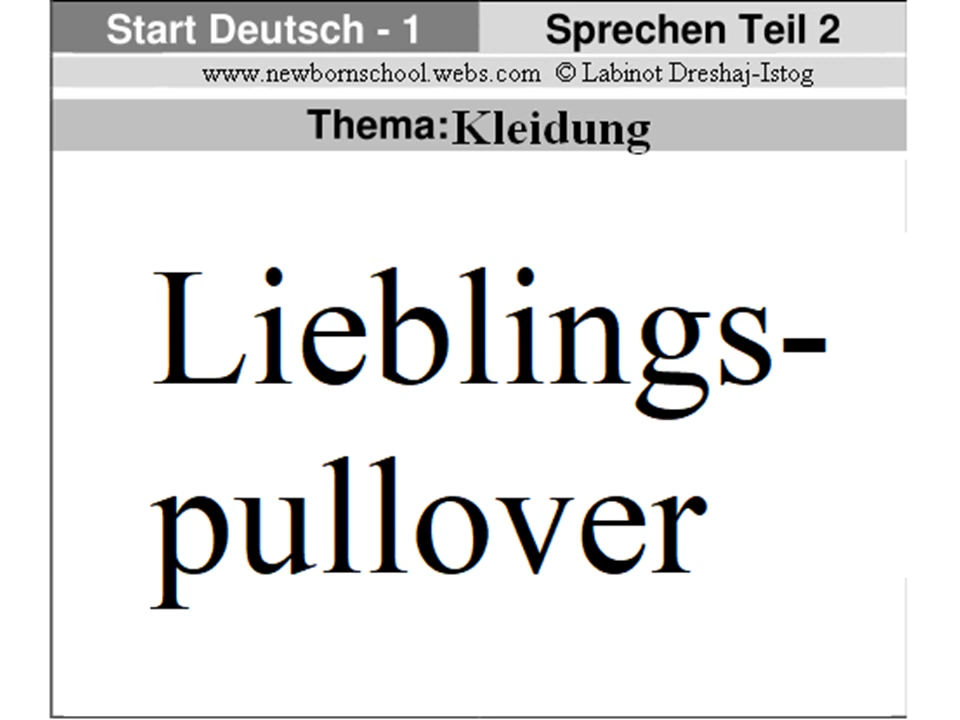 Start Deutsch - 1 Sprechen Teil 2
www.newbornschool.webs.com © Labinot Dreshaj-Istog
Thema:Kleidung
Lieblings-
pullover